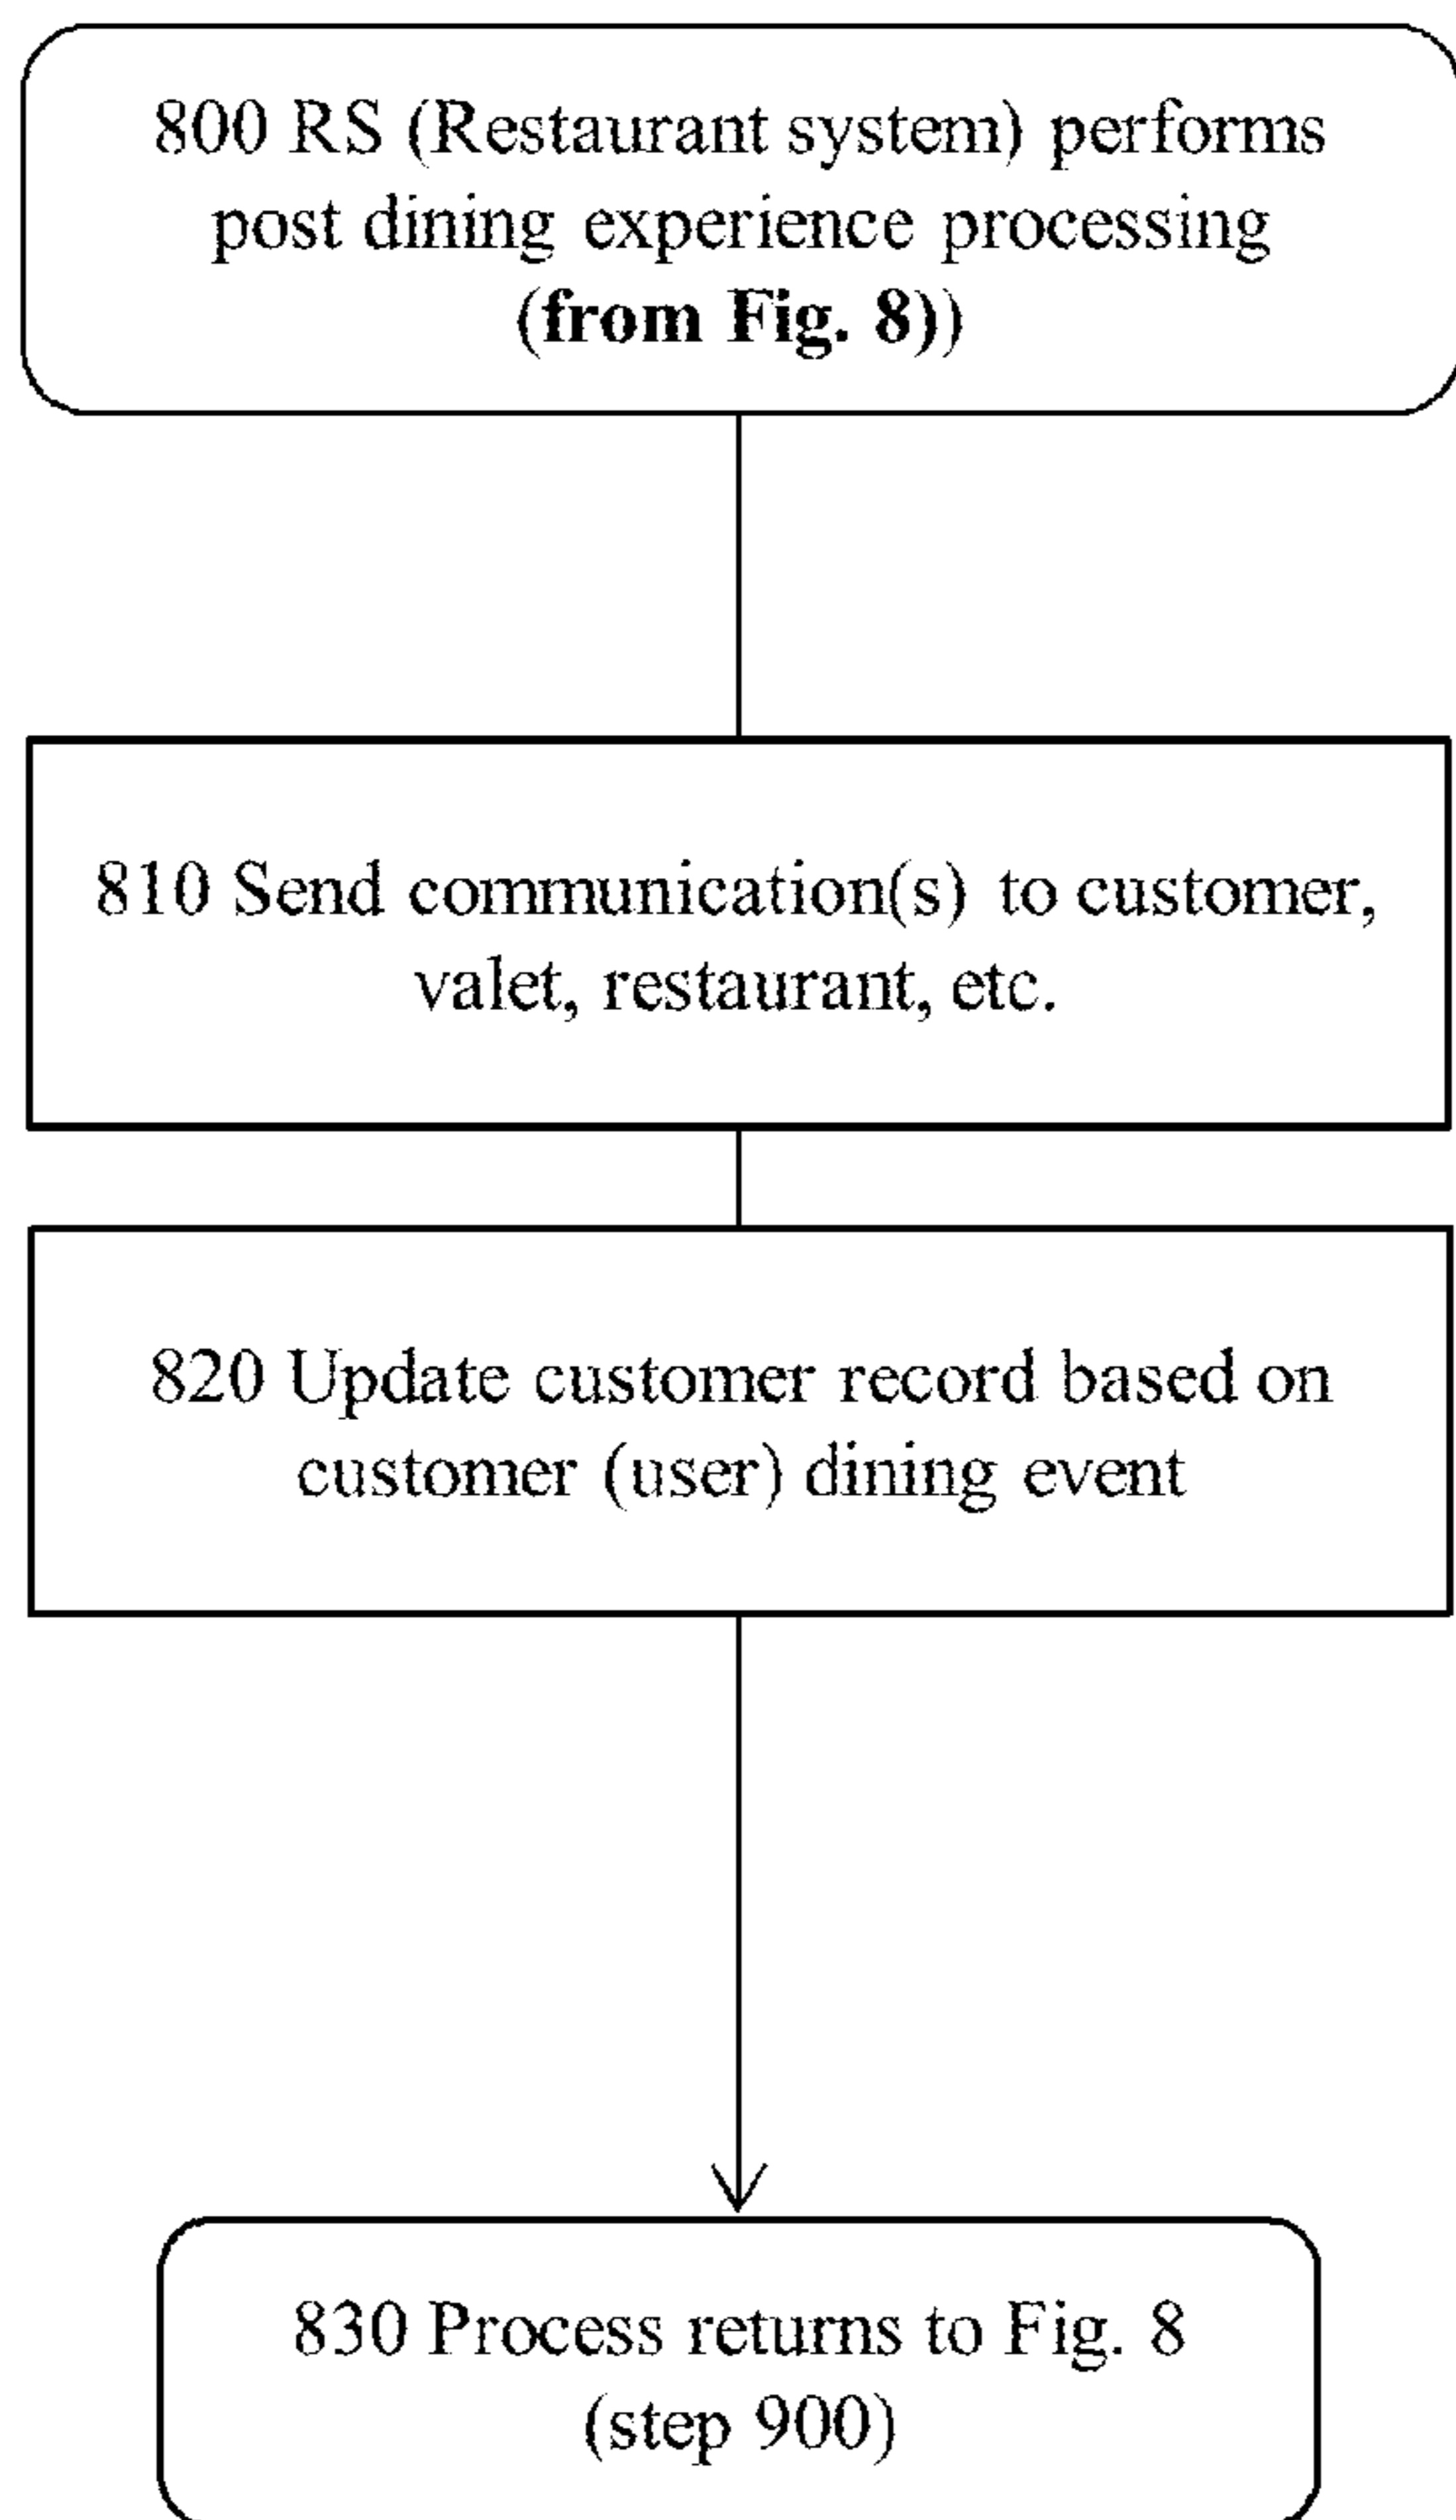 800 RS (Restaurant system) performs
post dining experience processing
(from Fig. 8))
810 Send communication(s) to customer,
valet, restaurant, etc.
820 Update customer record based on
customer (user) dining event
830 Process returns to Fig. 8
(step 900)